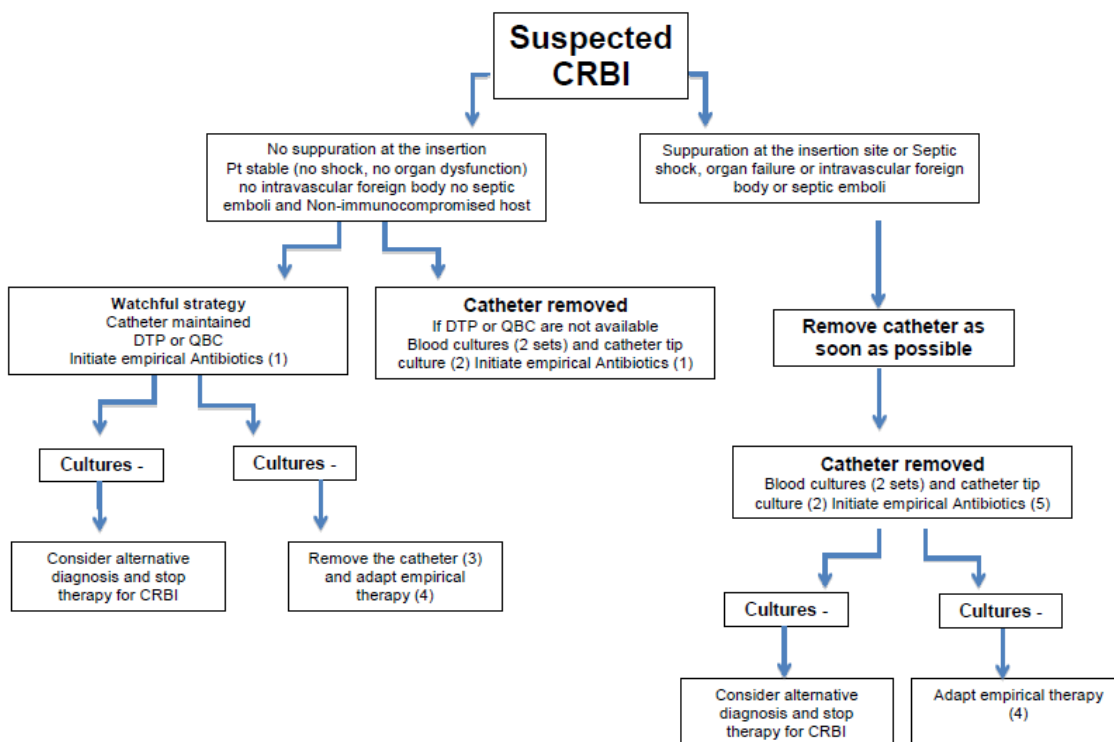 Suspected
CRBI
No suppuration at the insertion
Pt stable (no shock, no organ dysfunction)
no intravascular foreign body no septic
emboli and Non-immunocompromised host
Suppuration at the insertion site or Septic
shock, organ failure or intravascular foreign
body or septic emboli
Watchful strategy
Catheter maintained
DTP or QBC
Initiate empirical Antibiotics (1)
Catheter removed
If DTP or QBC are not available
Blood cultures (2 sets) and catheter tip
culture (2) Initiate empirical Antibiotics (1)
Remove catheter as
soon as possible
Cultures -
Cultures -
Catheter removed
Blood cultures (2 sets) and catheter tip
culture (2) Initiate empirical Antibiotics (5)
Consider alternative
diagnosis and stop
therapy for CRBI
Remove the catheter (3)
and adapt empirical
therapy (4)
Cultures -
Cultures -
Consider alternative
diagnosis and stop
therapy for CRBI
Adapt empirical therapy
(4)